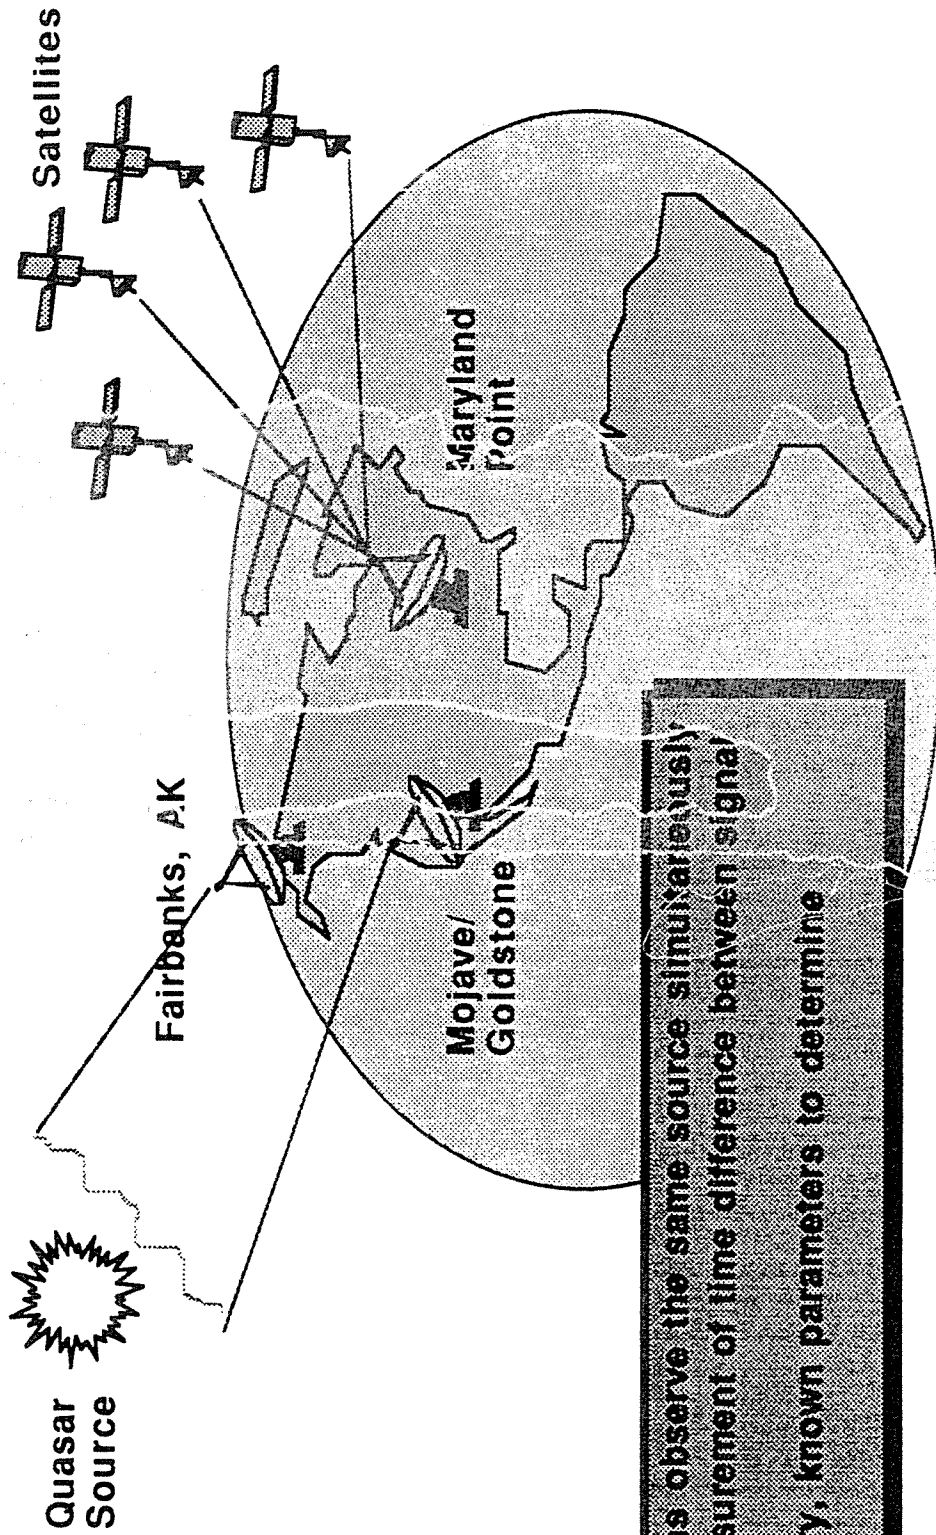 Quasar
Source
Fairbanks, AK
Satellites
Mojave/
Goldstone
Maryland
Point
observe the same source simultaneously
of time difference between signal
known parameters to determine